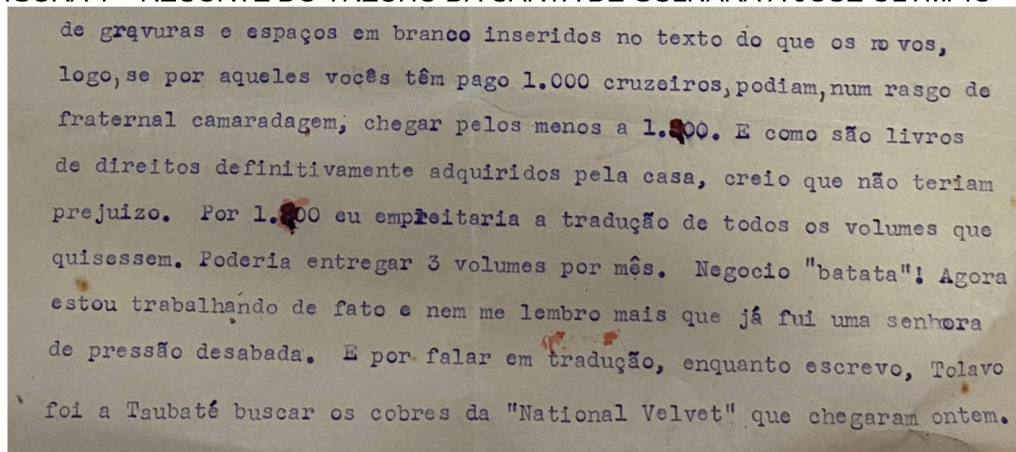 de gravuras e espaços em branco inseridos no texto do que os novos,
logo, se por aqueles vocês têm pago 1.000 cruzeiros, podiam, num rasgo de
fraternal camaradagem, chegar pelos menos a E como são livros
de direitos definitivamente adquiridos pela casa, creio que não teriam
prejuizo. Por eu empreitaria a tradução de todos os volumes que
quisessem. Poderia entregar 3 volumes por mês. Negocio "batata"! Agora
estou trabalhando de fato e nem me lembro mais que já fui uma senhora
de pressão desabada. E por falar em tradução, enquanto escrevo, Tolavo
foi a Taubaté buscar os cobres da "National Velvet" que chegaram ontem.